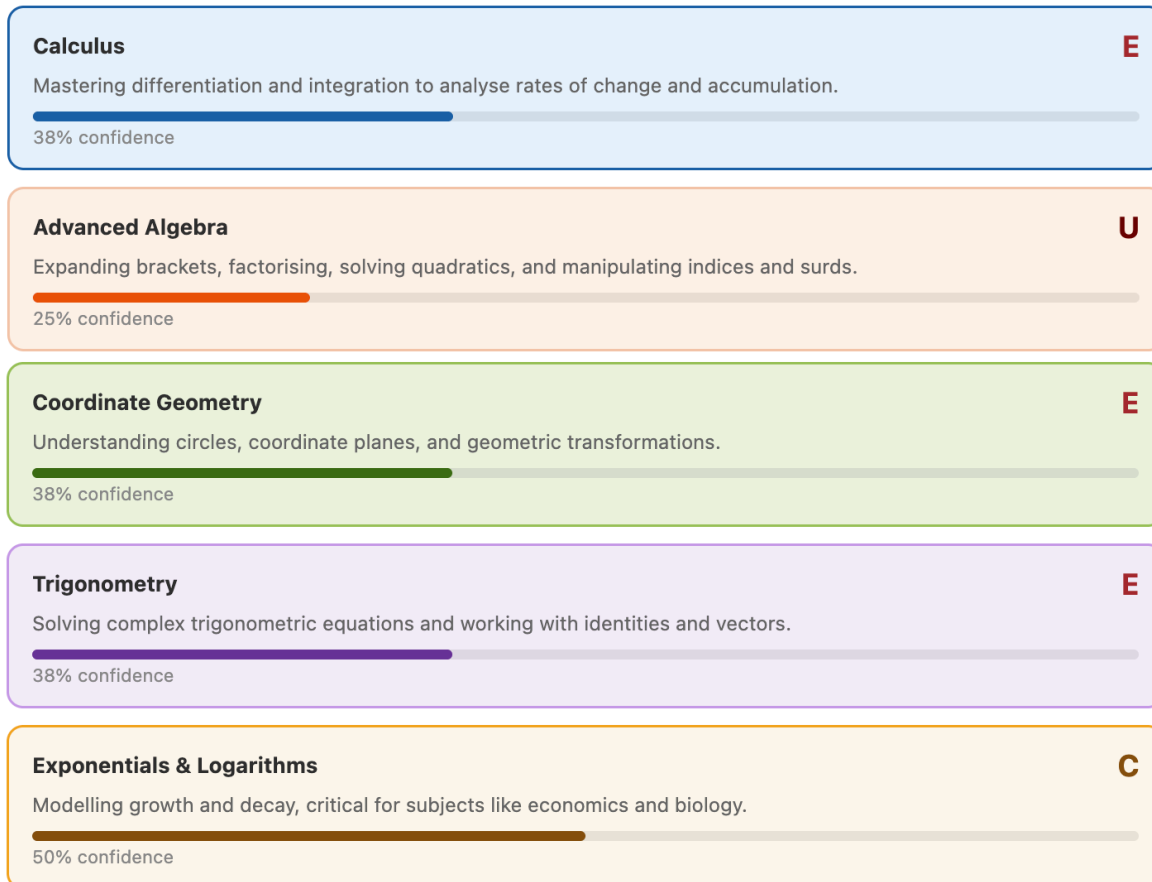 Calculus
E
Mastering differentiation and integration to analyse rates of change and accumulation.
38% confidence
Advanced Algebra
U
Expanding brackets, factorising, solving quadratics, and manipulating indices and surds.
25% confidence
Coordinate Geometry
E
Understanding circles, coordinate planes, and geometric transformations.
38% confidence
Trigonometry
E
Solving complex trigonometric equations and working with identities and vectors.
38% confidence
Exponentials & Logarithms
C
Modelling growth and decay, critical for subjects like economics and biology.
50% confidence